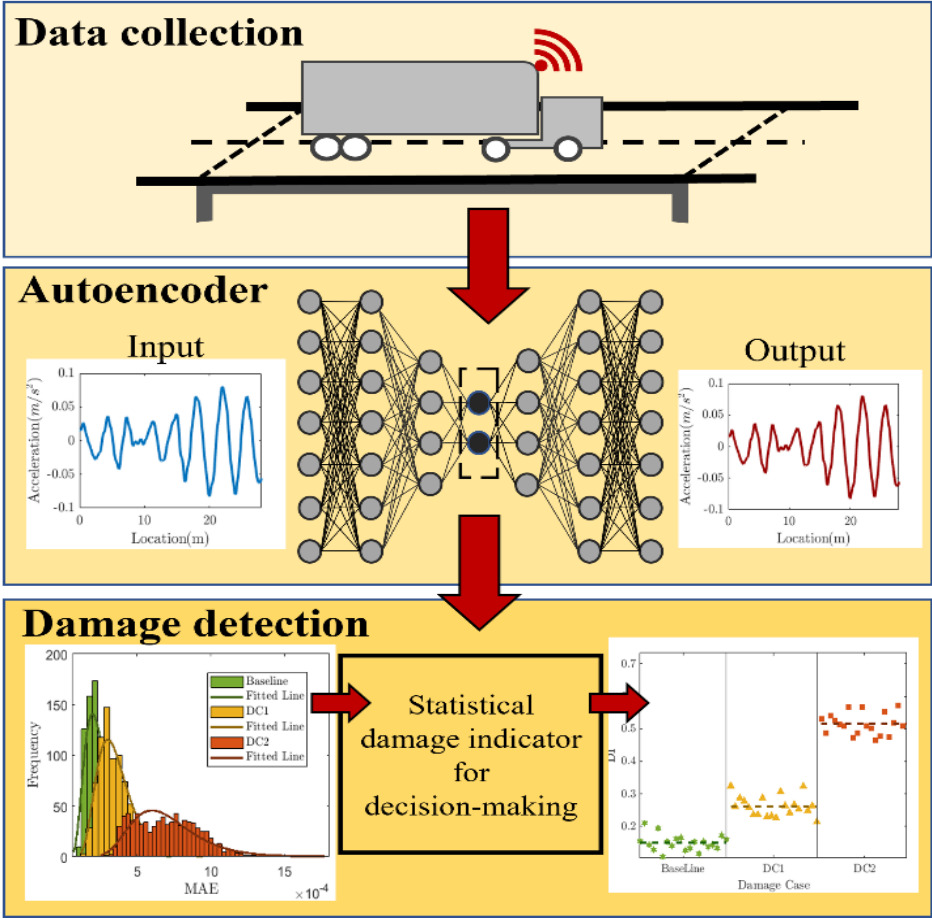 Data collection
Autoencoder
Input
Acceleration(m/s²)
0.1
0.05
0
-0.05
-0.1
0
10
20
Location(m)
Output
Acceleration(m/s²)
0.1
0.05
0
-0.05
-0.1
0
10
20
Location(m)
Damage detection
Frequency
200
150
100
50
0
5
10
15
MAE
×10⁻⁴
Baseline
Fitted Line
DC1
Fitted Line
DC2
Fitted Line
Statistical
damage indicator
for
decision-making
DI
0.7
0.6
0.5
0.4
0.3
0.2
BaseLine
DC1
DC2
Damage Case